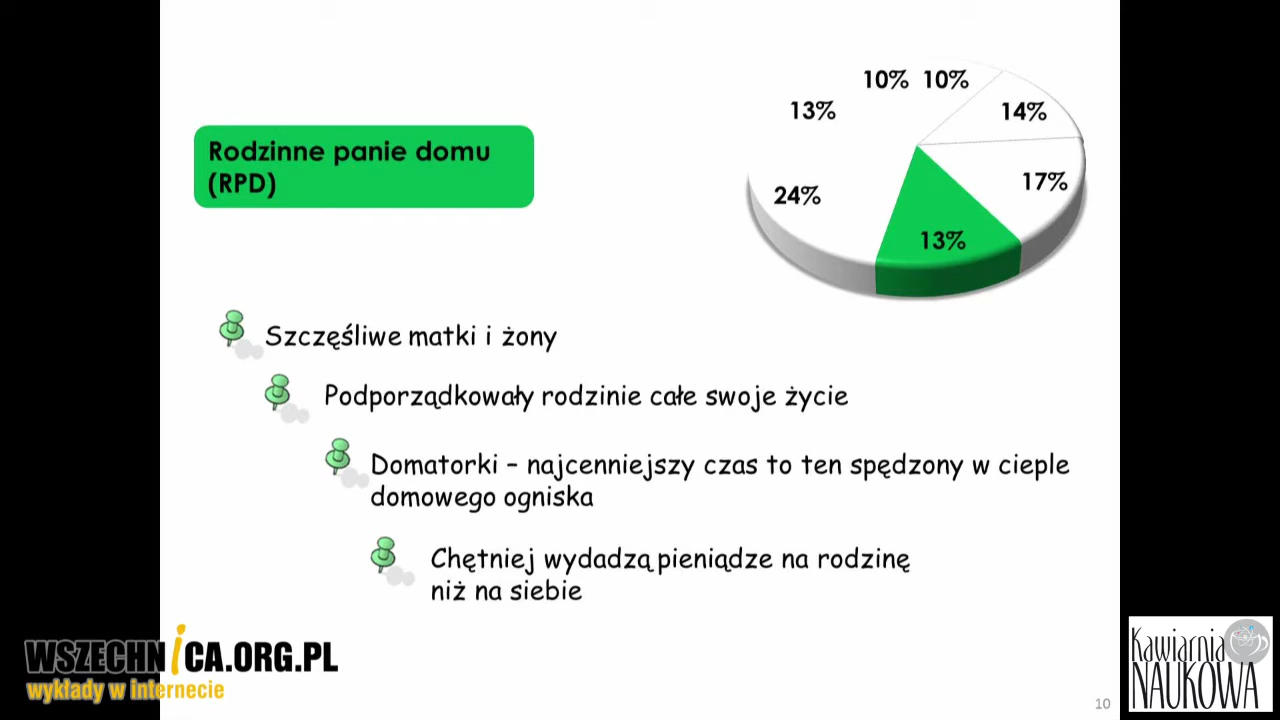 10% 10%
13%
14%
Rodzinne panie domu
(RPD)
17%
24%
13%
Szczęśliwe matki i żony
Podporządkowały rodzinie całe swoje życie
Domatorki – najcenniejszy czas to ten spędzony w cieple
domowego ogniska
Chętniej wydadzą pieniądze na rodzinę
niż na siebie
WSZECHNiCA.ORG.PL
wykłady w internecie
Kawiarnia
NAUKOWA
10